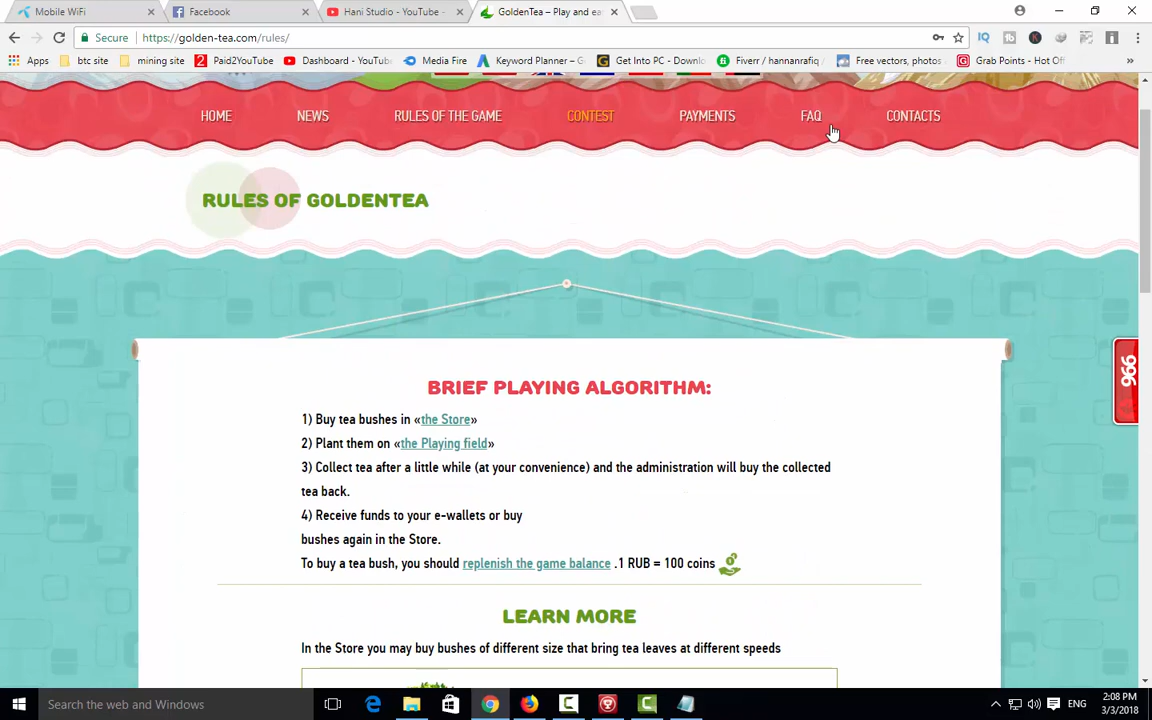 Mobile WiFi
Facebook
Hani Studio - YouTube -
GoldenTea – Play and ea
Secure
https://golden-tea.com/rules/
Apps
btc site
mining site
Paid2YouTube
Dashboard - YouTube
Media Fire
Keyword Planner – G
Get Into PC - Downlo
Fiverr / hannanrafiq
Free vectors, photos
Grab Points - Hot Off
»
HOME
NEWS
RULES OF THE GAME
CONTEST
PAYMENTS
FAQ
CONTACTS
RULES OF GOLDENTEA
966
BRIEF PLAYING ALGORITHM:
1) Buy tea bushes in «the Store»
2) Plant them on «the Playing field»
3) Collect tea after a little while (at your convenience) and the administration will buy the collected
tea back.
4) Receive funds to your e-wallets or buy
bushes again in the Store.
To buy a tea bush, you should replenish the game balance .1 RUB = 100 coins
LEARN MORE
In the Store you may buy bushes of different size that bring tea leaves at different speeds
Search the web and Windows
ENG
2:08 PM
3/3/2018